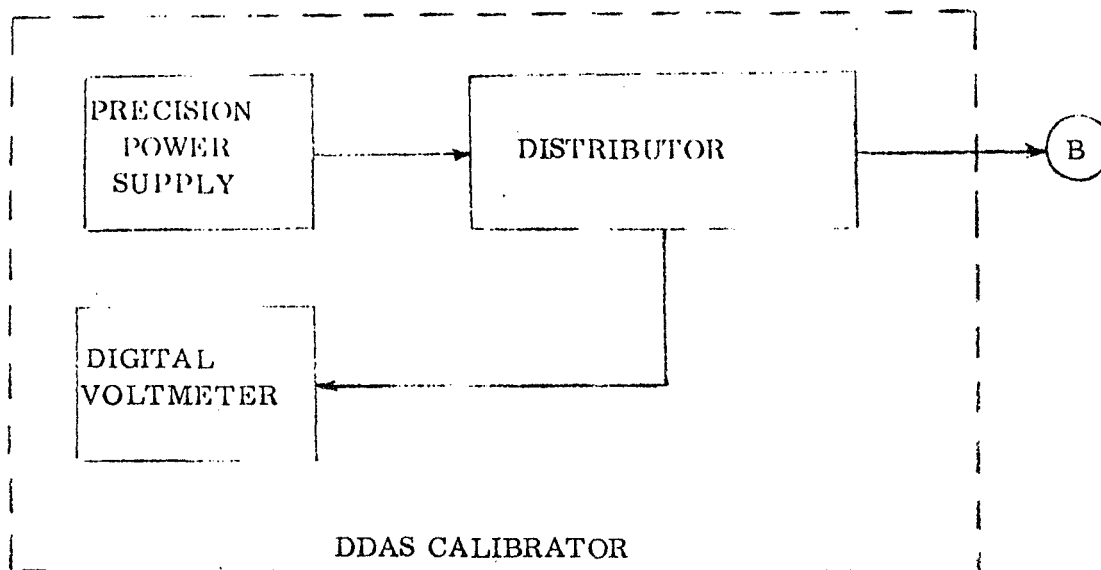 PRECISION
POWER
SUPPLY
DISTRIBUTOR
B
DIGITAL
VOLTMETER
DDAS CALIBRATOR